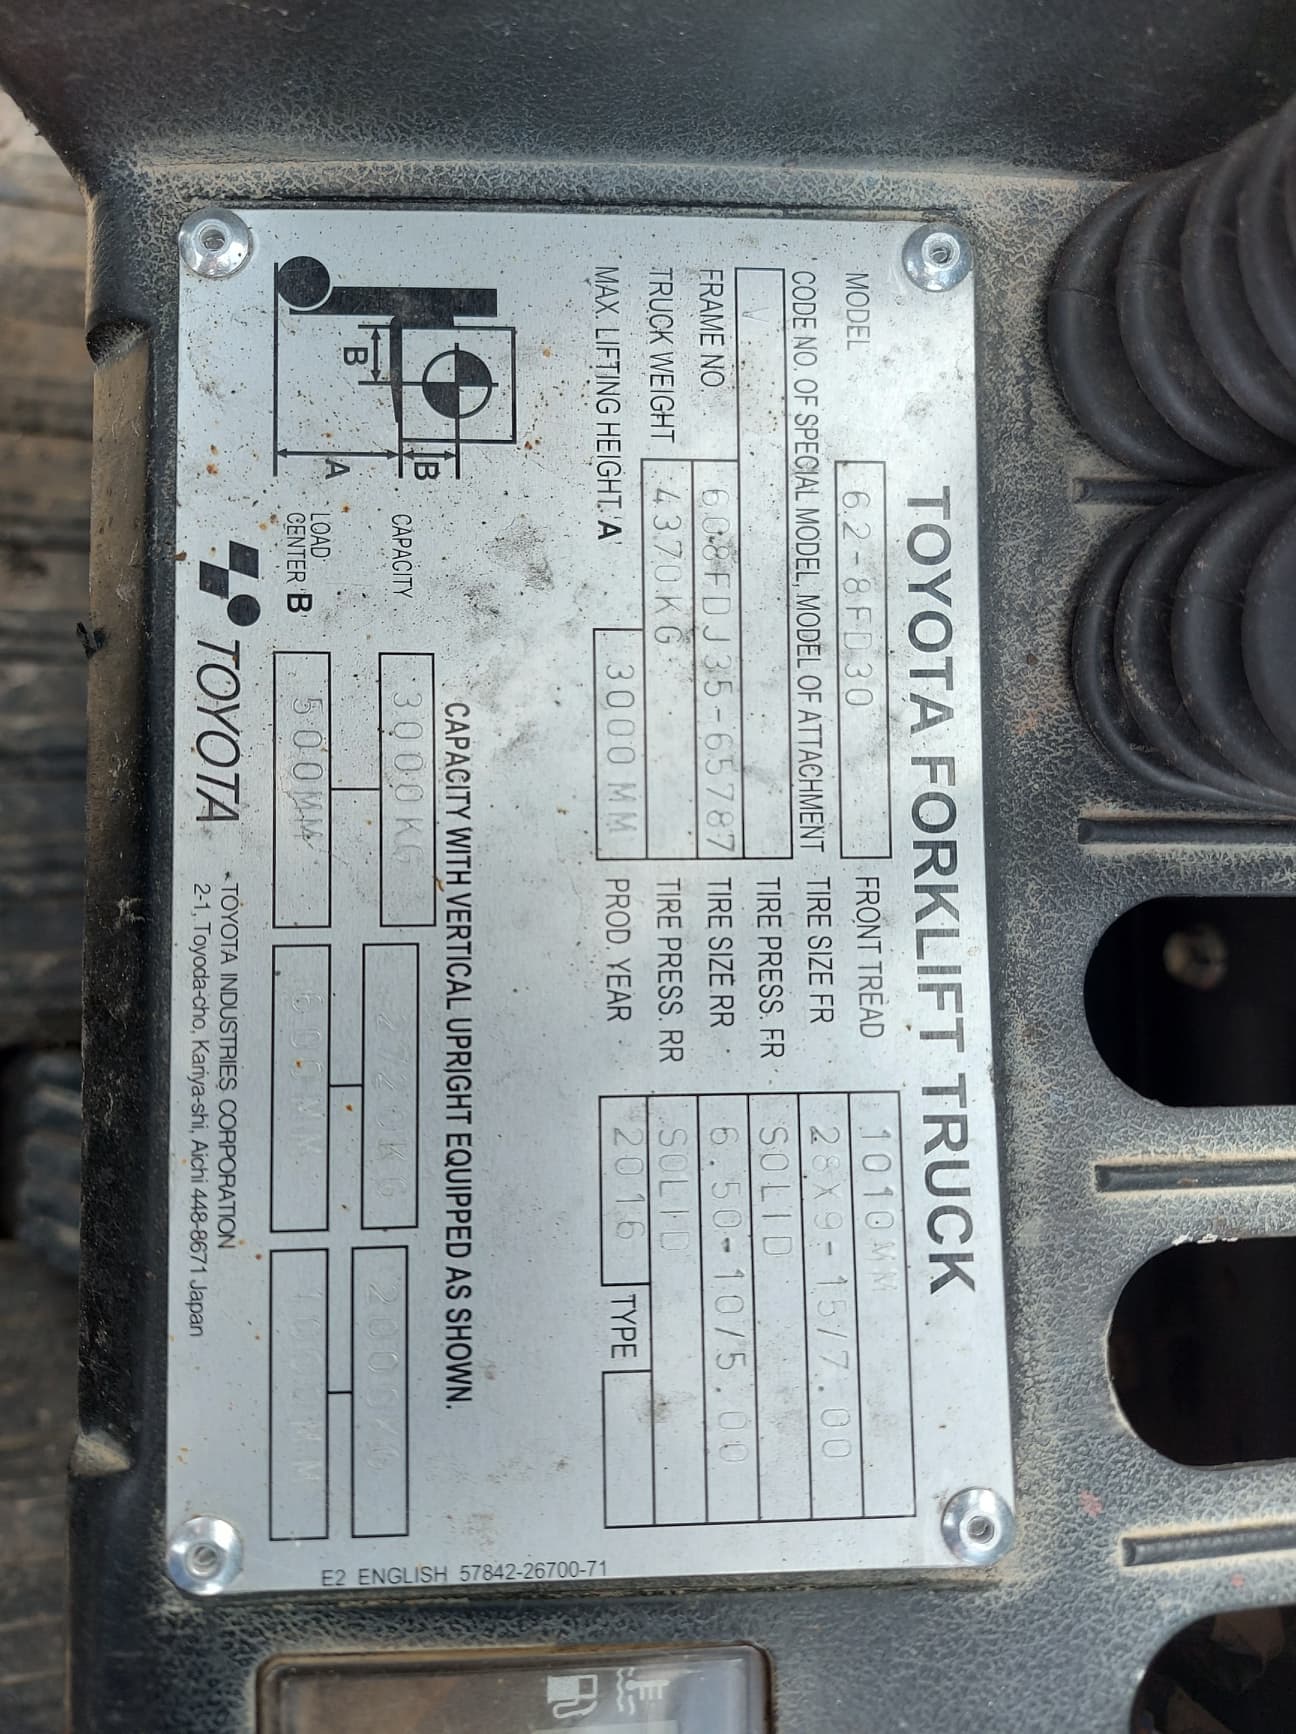 TOYOTA FORKLIFT TRUCK
MODEL 62-8FD30
CODE NO. OF SPECIAL MODEL, MODEL OF ATTACHMENT
V
FRAME NO. 608FDJ35-65787
TRUCK WEIGHT 4370KG
MAX. LIFTING HEIGHT. A 3000MM
FRONT TREAD 1010MM
TIRE SIZE FR 28X9-15/7.00
TIRE PRESS. FR SOLID
TIRE SIZE RR 6.50-10/5.00
TIRE PRESS. RR SOLID
PROD. YEAR 2016 TYPE
CAPACITY WITH VERTICAL UPRIGHT EQUIPPED AS SHOWN.
B
B
A
CAPACITY 3000KG 2720KG
LOAD
CENTER B 500MM 600MM
TOYOTA
TOYOTA INDUSTRIES CORPORATION
2-1, Toyoda-cho, Kariya-shi, Aichi 448-8671 Japan
E2 ENGLISH 57842-26700-71